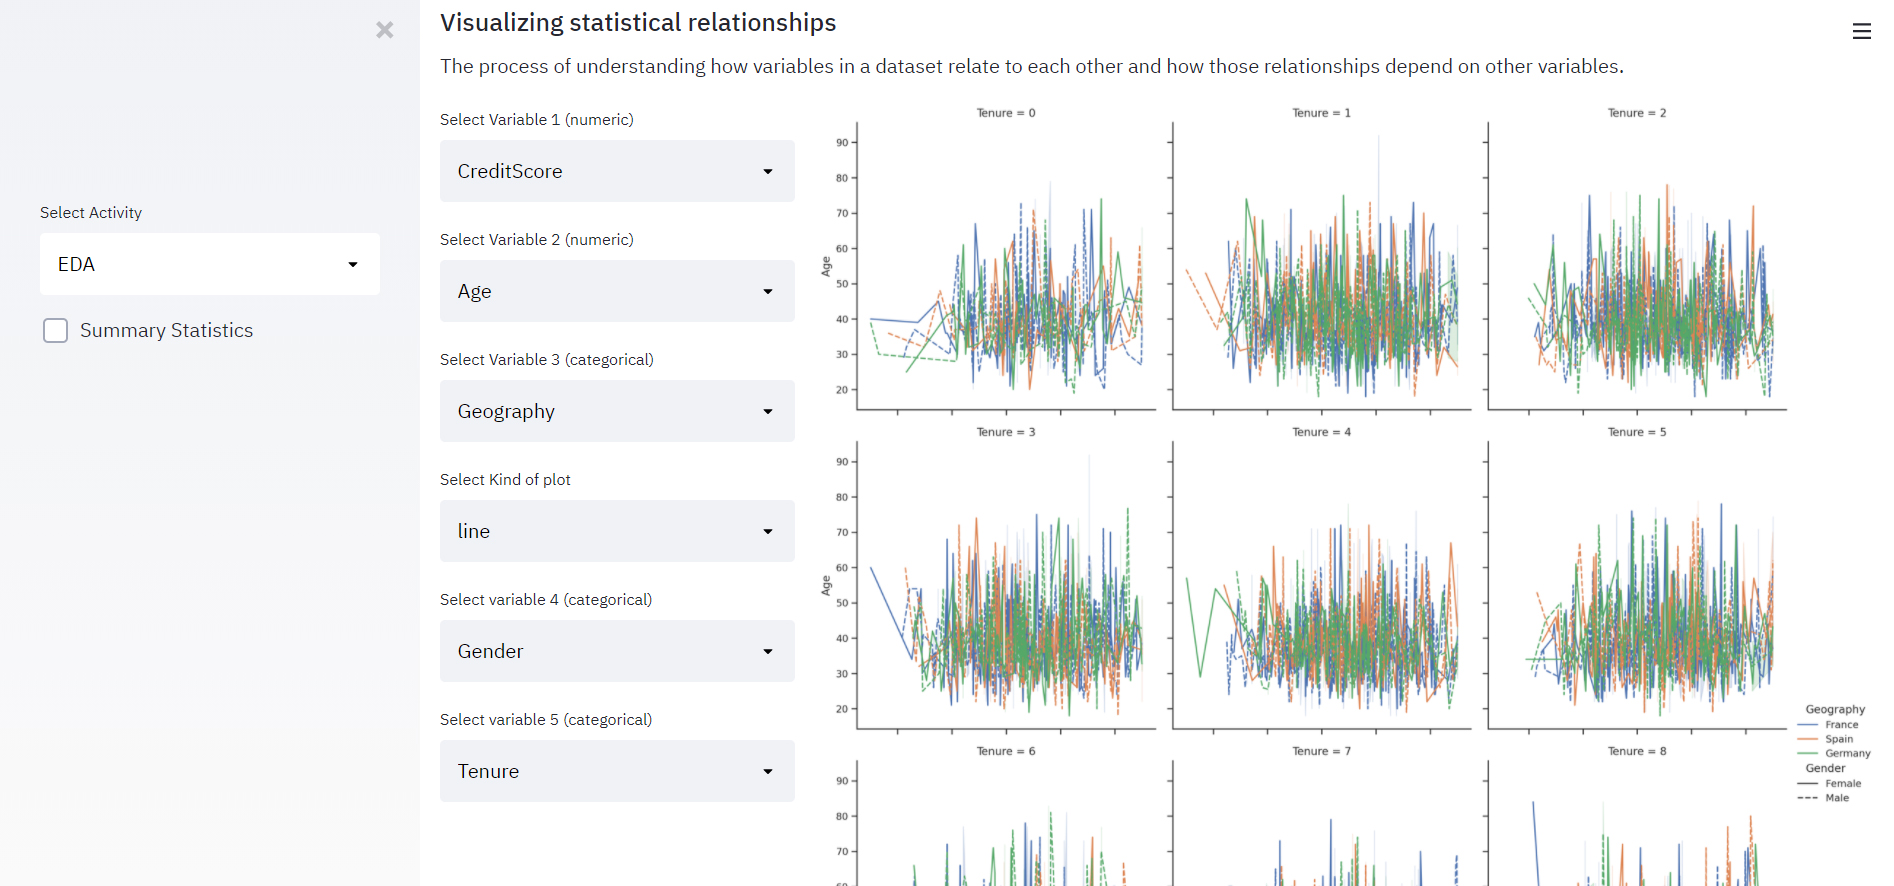 Visualizing statistical relationships
The process of understanding how variables in a dataset relate to each other and how those relationships depend on other variables.
Select Activity
EDA
Summary Statistics
Select Variable 1 (numeric)
CreditScore
Select Variable 2 (numeric)
Age
Select Variable 3 (categorical)
Geography
Select Kind of plot
line
Select variable 4 (categorical)
Gender
Select variable 5 (categorical)
Tenure
Tenure = 0
Tenure = 1
Tenure = 2
90
80
70
60
50
40
30
20
Age
Tenure = 3
Tenure = 4
Tenure = 5
90
80
70
60
50
40
30
20
Age
Tenure = 6
Tenure = 7
Tenure = 8
90
80
70
60
Geography
France
Spain
Germany
Gender
Female
Male